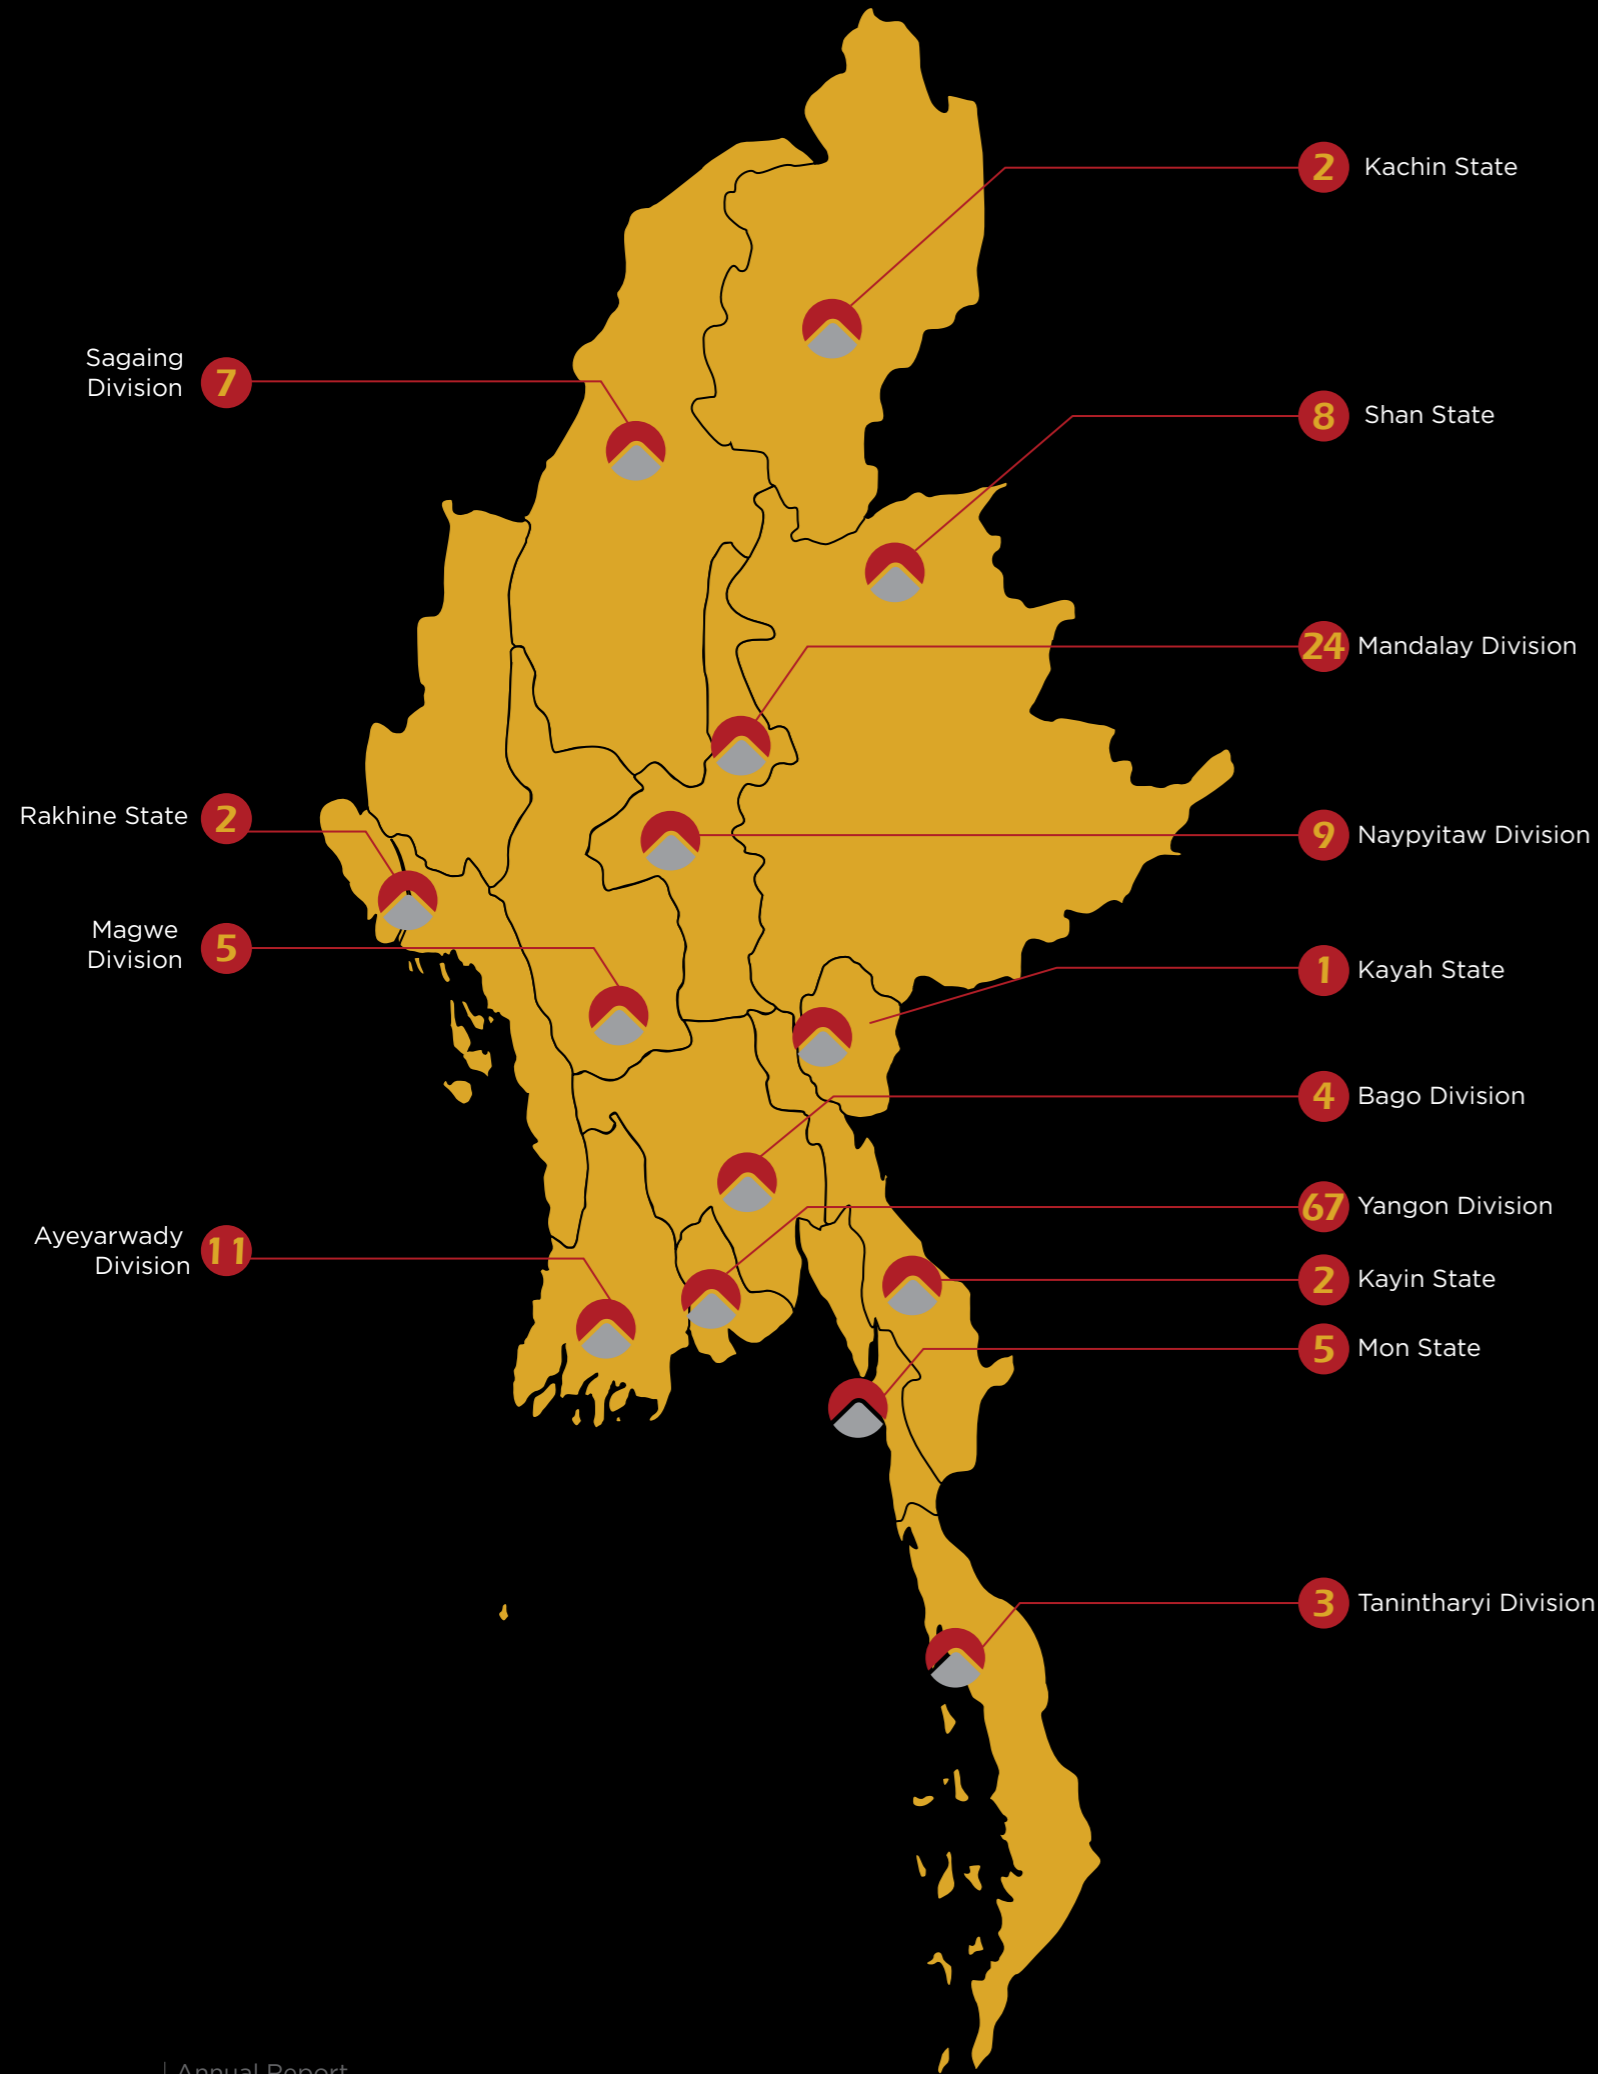 2 Kachin State
Sagaing
Division
7
8 Shan State
24 Mandalay Division
Rakhine State 2
9 Naypyitaw Division
Magwe
Division
5
1 Kayah State
4 Bago Division
67 Yangon Division
Ayeyarwady
Division
11
2 Kayin State
5 Mon State
3 Tanintharyi Division
Annual Report